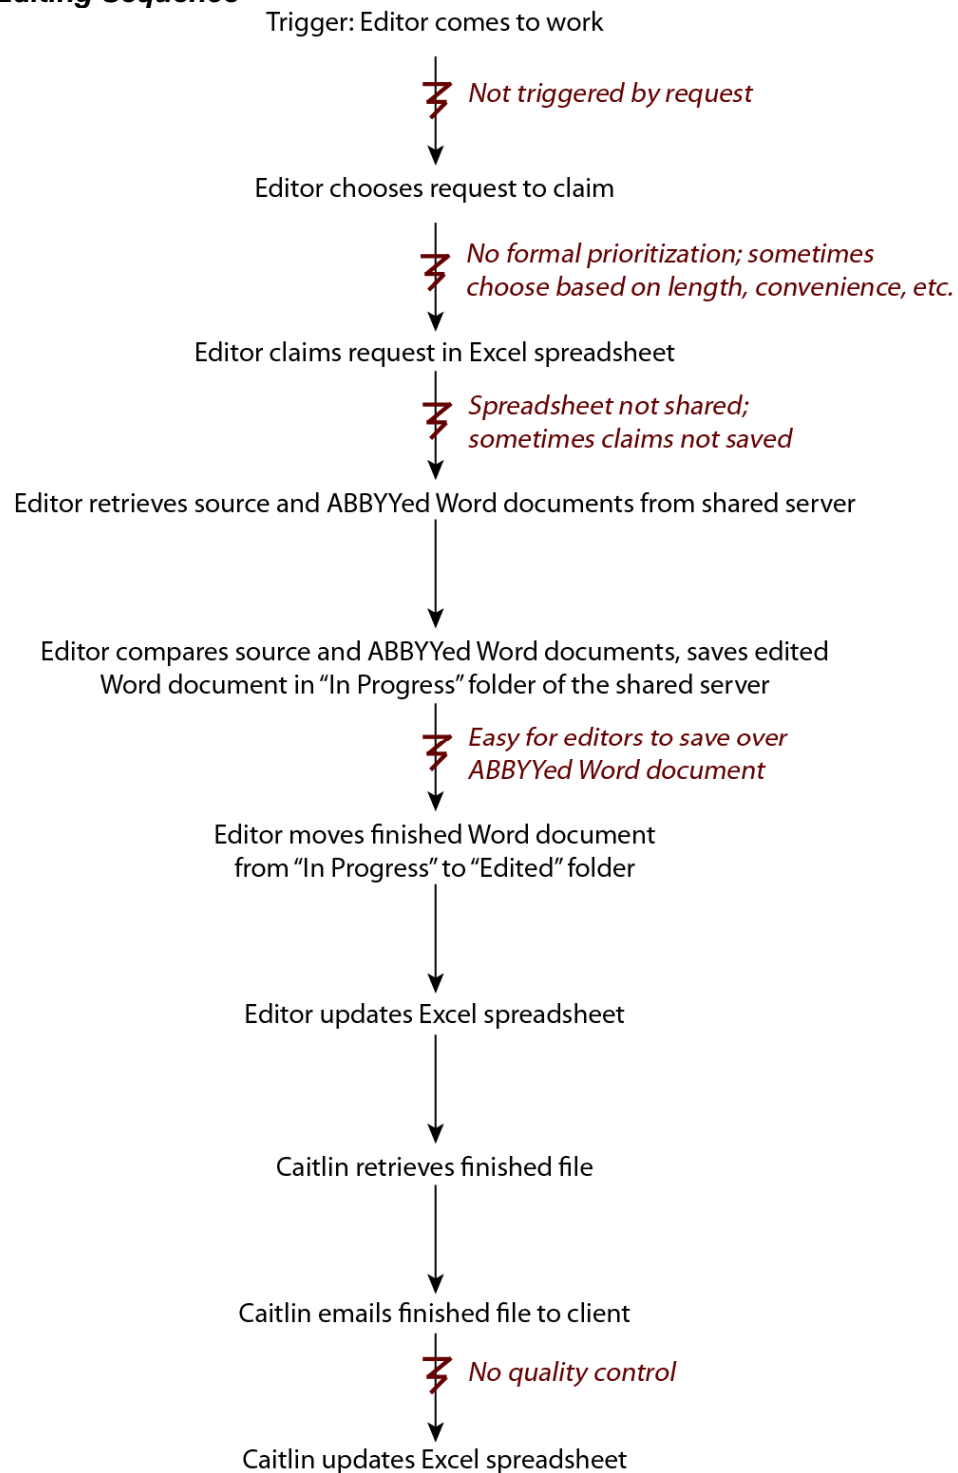 Editing Sequence
Trigger: Editor comes to work
Not triggered by request
Editor chooses request to claim
No formal prioritization; sometimes
choose based on length, convenience, etc.
Editor claims request in Excel spreadsheet
Spreadsheet not shared;
sometimes claims not saved
Editor retrieves source and ABBYYed Word documents from shared server
Editor compares source and ABBYYed Word documents, saves edited
Word document in “In Progress” folder of the shared server
Easy for editors to save over
ABBYYed Word document
Editor moves finished Word document
from “In Progress” to “Edited” folder
Editor updates Excel spreadsheet
Caitlin retrieves finished file
Caitlin emails finished file to client
No quality control
Caitlin updates Excel spreadsheet